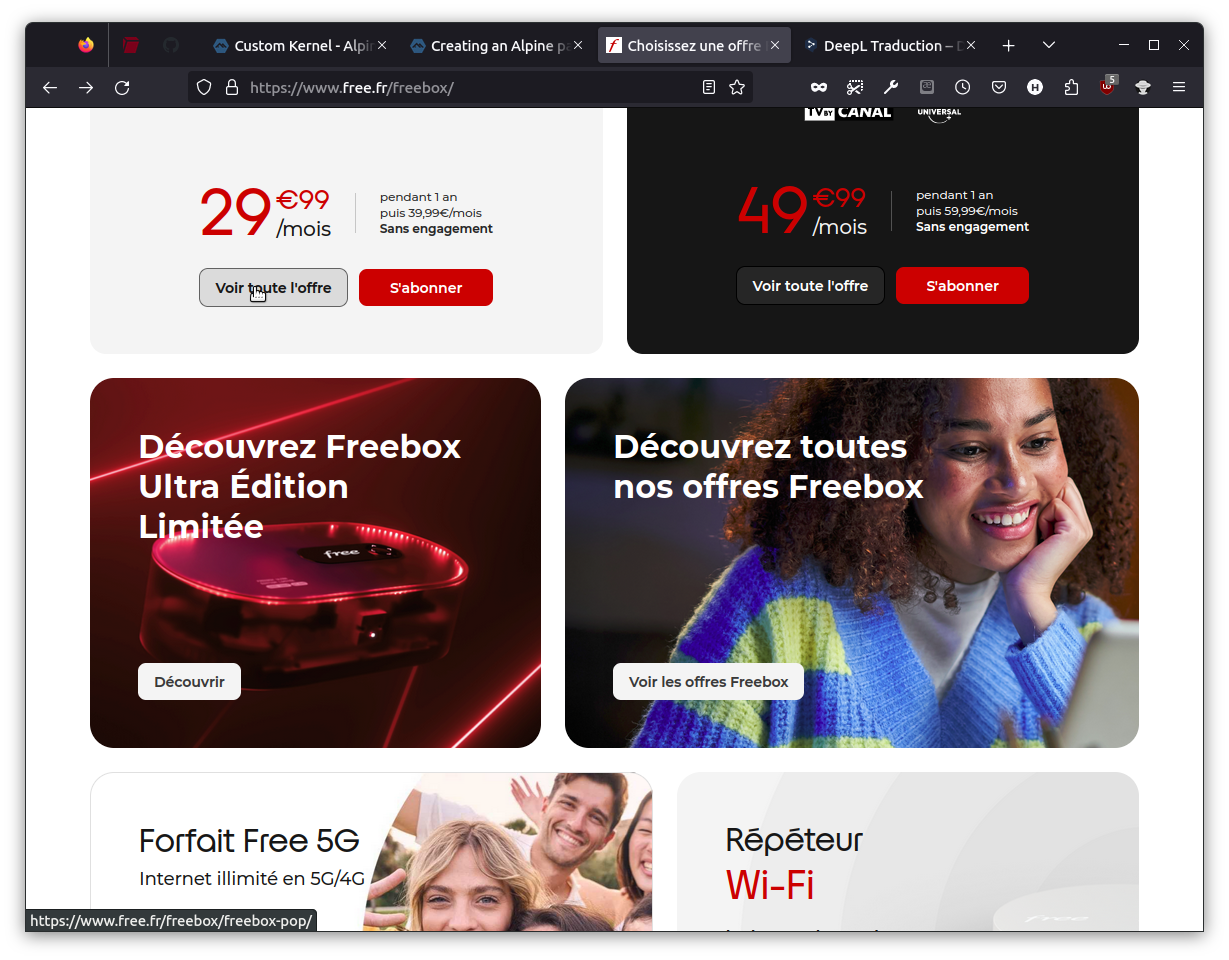 Custom Kernel - Alpi
Creating an Alpine pa
Choisissez une offre
DeepL Traduction –
https://www.free.fr/freebox/
5
TV BY CANAL
UNIVERSAL+
29 €99 /mois
pendant 1 an
puis 39,99€/mois
Sans engagement
Voir toute l'offre
S'abonner
49 €99 /mois
pendant 1 an
puis 59,99€/mois
Sans engagement
Voir toute l'offre
S'abonner
Découvrez Freebox
Ultra Édition
Limitée
free
Découvrir
Découvrez toutes
nos offres Freebox
Voir les offres Freebox
Forfait Free 5G
Internet illimité en 5G/4G
Répéteur
Wi-Fi
free
https://www.free.fr/freebox/freebox-pop/